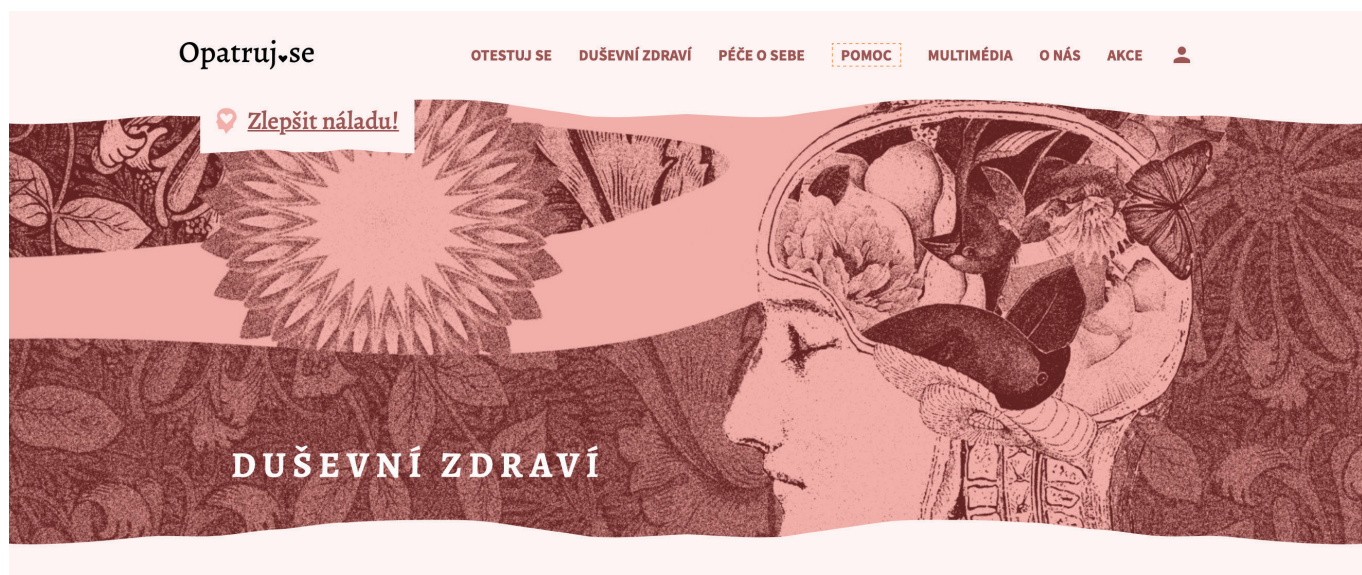 Opatruj♥se
OTESTUJ SE DUŠEVNÍ ZDRAVÍ PÉČE O SEBE POMOC MULTIMÉDIA O NÁS AKCE
Zlepšit náladu!
DUŠEVNÍ ZDRAVÍ